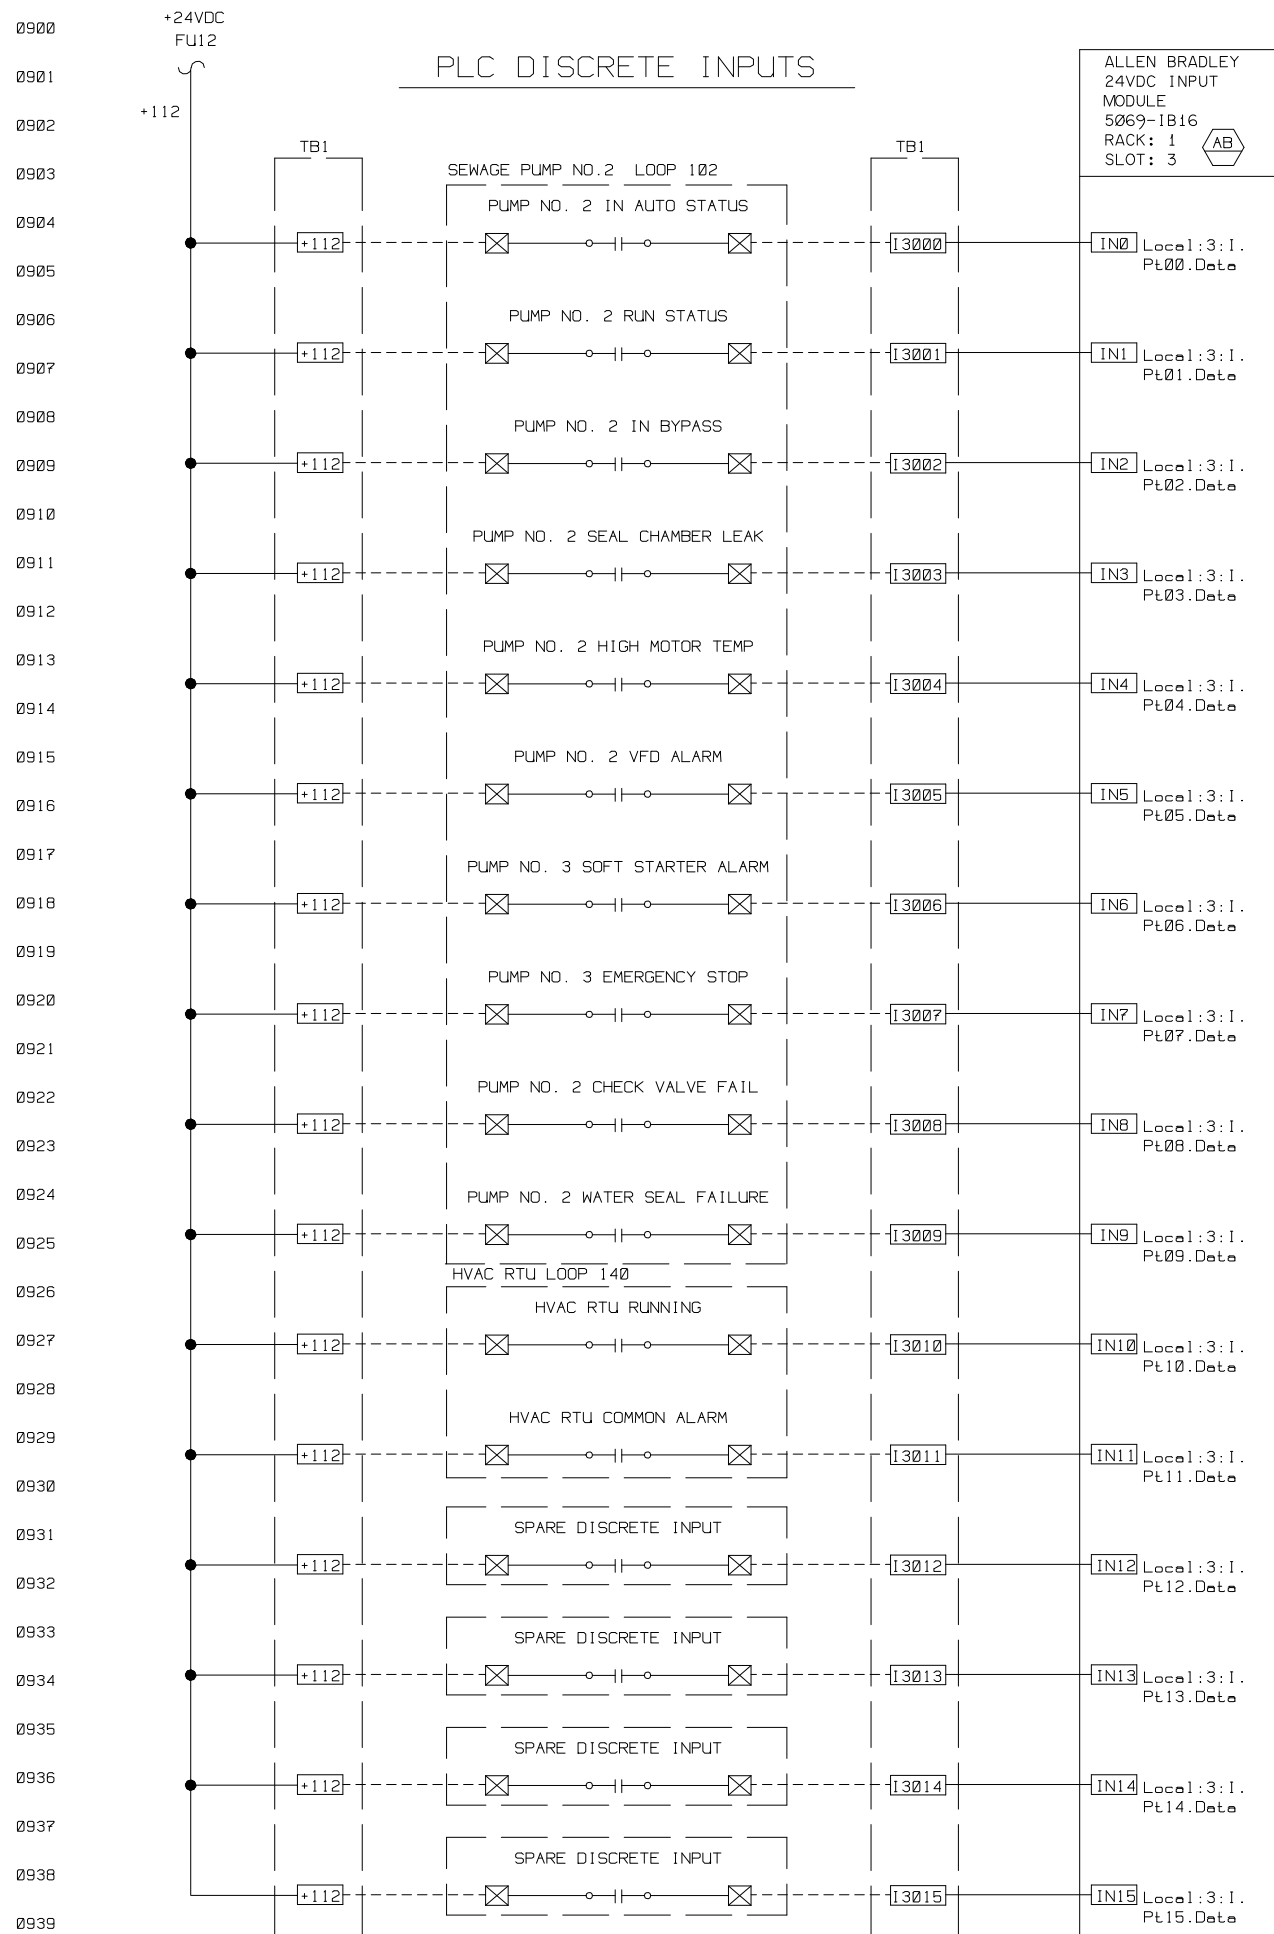 +24VDC
FU12
0900
PLC DISCRETE INPUTS
0901
ALLEN BRADLEY
24VDC INPUT
MODULE
5069-IB16
RACK: 1
SLOT: 3
AB
+112
0902
TB1
TB1
0903
SEWAGE PUMP NO.2 LOOP 102
PUMP NO. 2 IN AUTO STATUS
0904
+112
I3000
IN0
Local:3:I.
Pt00.Data
0905
0906
PUMP NO. 2 RUN STATUS
+112
I3001
IN1
Local:3:I.
Pt01.Data
0907
0908
PUMP NO. 2 IN BYPASS
0909
+112
I3002
IN2
Local:3:I.
Pt02.Data
0910
PUMP NO. 2 SEAL CHAMBER LEAK
0911
+112
I3003
IN3
Local:3:I.
Pt03.Data
0912
PUMP NO. 2 HIGH MOTOR TEMP
0913
+112
I3004
IN4
Local:3:I.
Pt04.Data
0914
0915
PUMP NO. 2 VFD ALARM
+112
I3005
IN5
Local:3:I.
Pt05.Data
0916
0917
PUMP NO. 3 SOFT STARTER ALARM
0918
+112
I3006
IN6
Local:3:I.
Pt06.Data
0919
PUMP NO. 3 EMERGENCY STOP
0920
+112
I3007
IN7
Local:3:I.
Pt07.Data
0921
PUMP NO. 2 CHECK VALVE FAIL
0922
+112
I3008
IN8
Local:3:I.
Pt08.Data
0923
0924
PUMP NO. 2 WATER SEAL FAILURE
+112
I3009
IN9
Local:3:I.
Pt09.Data
0925
HVAC RTU LOOP 140
0926
HVAC RTU RUNNING
0927
+112
I3010
IN10
Local:3:I.
Pt10.Data
0928
HVAC RTU COMMON ALARM
0929
+112
I3011
IN11
Local:3:I.
Pt11.Data
0930
0931
SPARE DISCRETE INPUT
+112
I3012
IN12
Local:3:I.
Pt12.Data
0932
0933
SPARE DISCRETE INPUT
0934
+112
I3013
IN13
Local:3:I.
Pt13.Data
0935
SPARE DISCRETE INPUT
0936
+112
I3014
IN14
Local:3:I.
Pt14.Data
0937
SPARE DISCRETE INPUT
0938
+112
I3015
IN15
Local:3:I.
Pt15.Data
0939